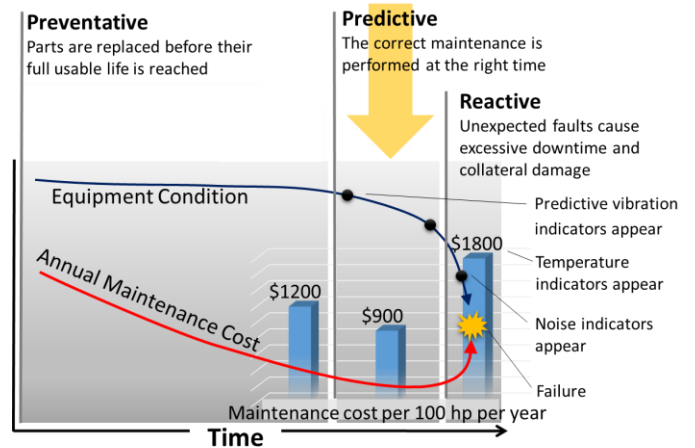 Preventative
Parts are replaced before their
full usable life is reached
Predictive
The correct maintenance is
performed at the right time
Reactive
Unexpected faults cause
excessive downtime and
collateral damage
Equipment Condition
Annual Maintenance Cost
$1200
$900
$1800
Predictive vibration
indicators appear
Temperature
indicators appear
Noise indicators
appear
Failure
Maintenance cost per 100 hp per year
Time